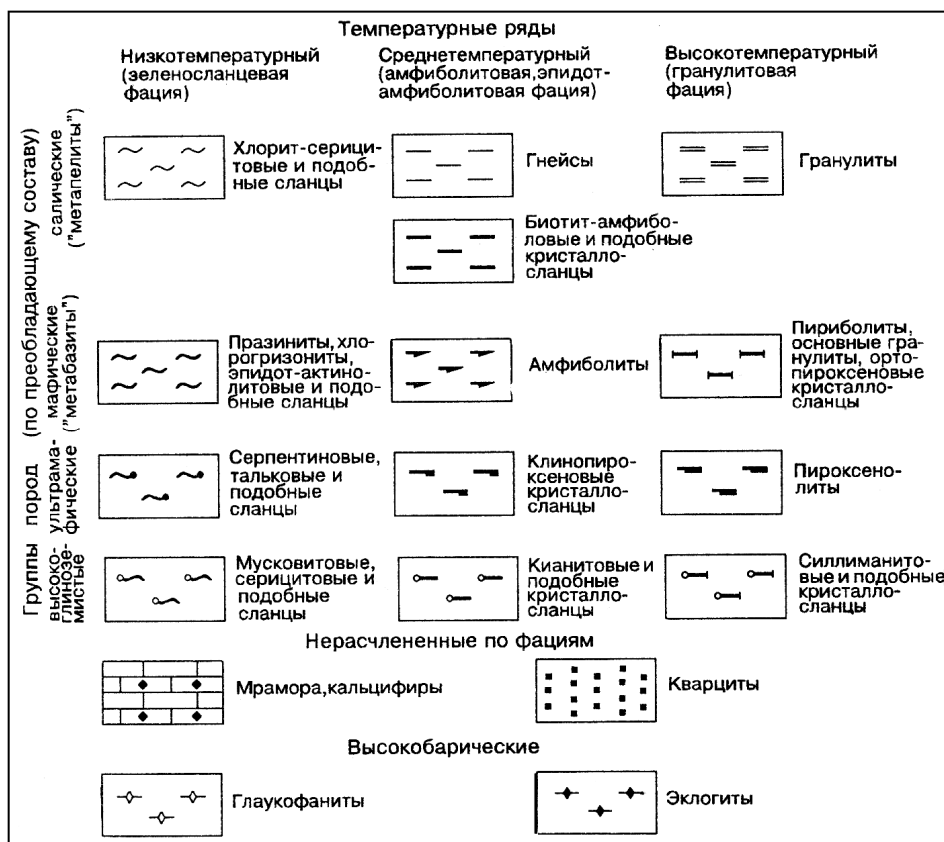 Температурные ряды
Низкотемпературный
(зеленосланцевая
фация)
Среднетемпературный
(амфиболитовая,эпидот-
амфиболитовая фация)
Высокотемпературный
(гранулитовая
фация)
Группы пород (по преобладающему составу)
салические
("метапелиты")
Хлорит-серици-
товые и подоб-
ные сланцы
Гнейсы
Гранулиты
Биотит-амфибо-
ловые и подобные
кристалло-
сланцы
мафические
("метабазиты")
Празиниты, хло-
рогризониты,
эпидот-актино-
литовые и подо-
бные сланцы
Амфиболиты
Пириболиты,
основные гра-
нулиты, орто-
пироксеновые
кристалло-
сланцы
ультрама-
фические
Серпентиновые,
тальковые и
подобные
сланцы
Клинопиро-
ксеновые
кристалло-
сланцы
Пироксено-
литы
высоко-
глинозе-
мистые
Мусковитовые,
серицитовые и
подобные
сланцы
Кианитовые и
подобные
кристалло-
сланцы
Силлиманито-
вые и подобные
кристалло-
сланцы
Нерасчлененные по фациям
Мрамора,кальцифиры
Кварциты
Высокобарические
Глаукофаниты
Эклогиты